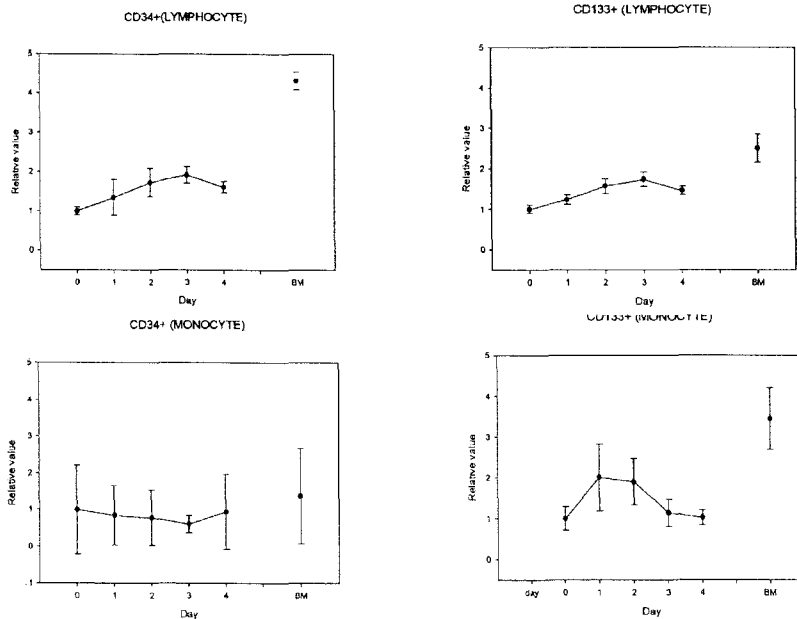 CD34+(LYMPHOCYTE)
5
4
3
2
1
0
Relative value
0 1 2 3 4 BM
Day
CD133+ (LYMPHOCYTE)
5
4
3
2
1
0
Relative value
0 1 2 3 4 BM
Day
CD34+ (MONOCYTE)
5
4
3
2
1
0
-1
Relative value
0 1 2 3 4 BM
Day
CD133+ (MONOCYTE)
5
4
3
2
1
0
Relative value
day 0 1 2 3 4 BM
Day